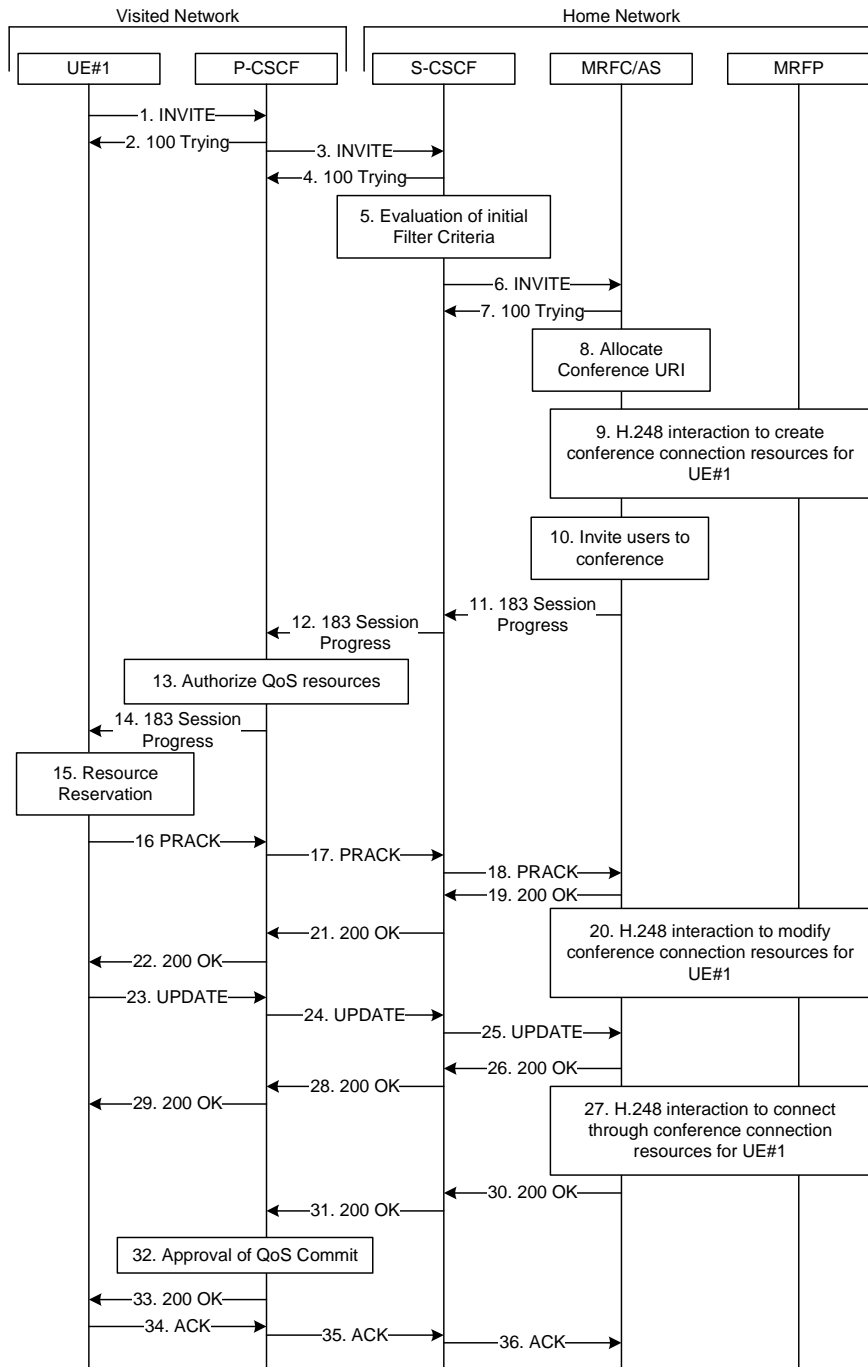 Visited Network
Home Network
UE#1
P-CSCF
S-CSCF
MRFC/AS
MRFP
1. INVITE
2. 100 Trying
3. INVITE
4. 100 Trying
5. Evaluation of initial
Filter Criteria
6. INVITE
7. 100 Trying
8. Allocate
Conference URI
9. H.248 interaction to create
conference connection resources for
UE#1
10. Invite users to
conference
11. 183 Session
Progress
12. 183 Session
Progress
13. Authorize QoS resources
14. 183 Session
Progress
15. Resource
Reservation
16 PRACK
17. PRACK
18. PRACK
19. 200 OK
20. H.248 interaction to modify
conference connection resources for
UE#1
21. 200 OK
22. 200 OK
23. UPDATE
24. UPDATE
25. UPDATE
26. 200 OK
27. H.248 interaction to connect
through conference connection
resources for UE#1
28. 200 OK
29. 200 OK
30. 200 OK
31. 200 OK
32. Approval of QoS Commit
33. 200 OK
34. ACK
35. ACK
36. ACK